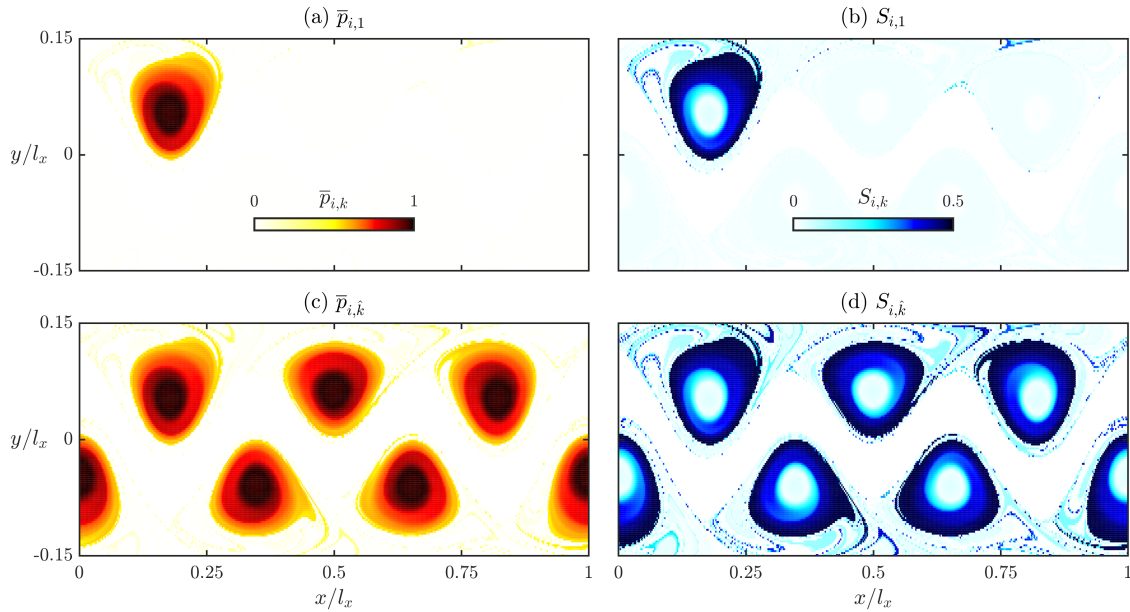 (a) p̅_{i,1}
(b) S_{i,1}
0.15
0
-0.15
y/l_x
0 p̅_{i,k} 1
0 S_{i,k} 0.5
(c) p̅_{i,k̂}
(d) S_{i,k̂}
0.15
0
-0.15
y/l_x
0 0.25 0.5 0.75 1
0 0.25 0.5 0.75 1
x/l_x
x/l_x